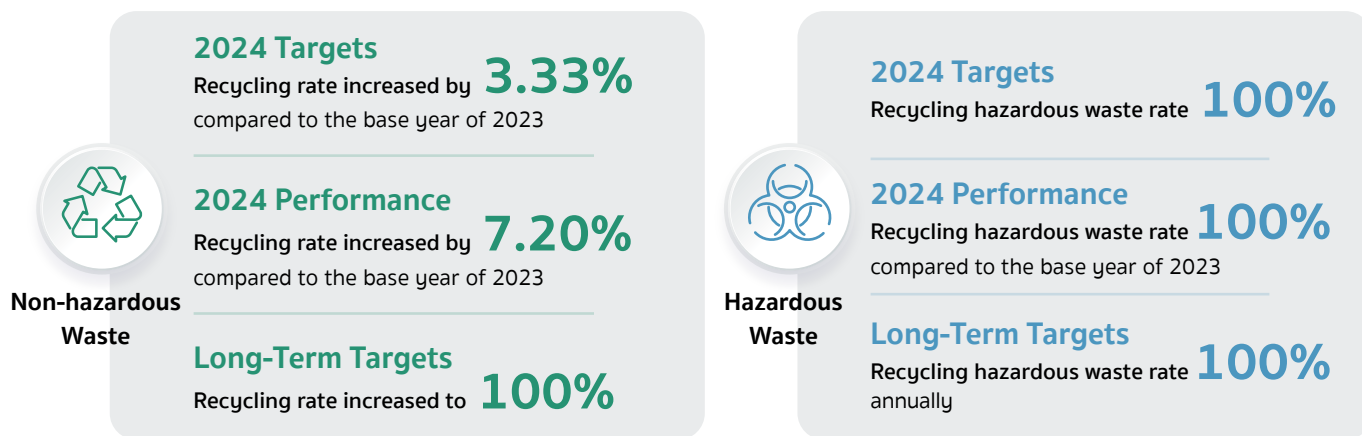 2024 Targets
Recycling rate increased by 3.33%
compared to the base year of 2023
2024 Performance
Recycling rate increased by 7.20%
compared to the base year of 2023
Long-Term Targets
Recycling rate increased to 100%
Non-hazardous
Waste
2024 Targets
Recycling hazardous waste rate 100%
2024 Performance
Recycling hazardous waste rate 100%
compared to the base year of 2023
Long-Term Targets
Recycling hazardous waste rate 100%
annually
Hazardous
Waste